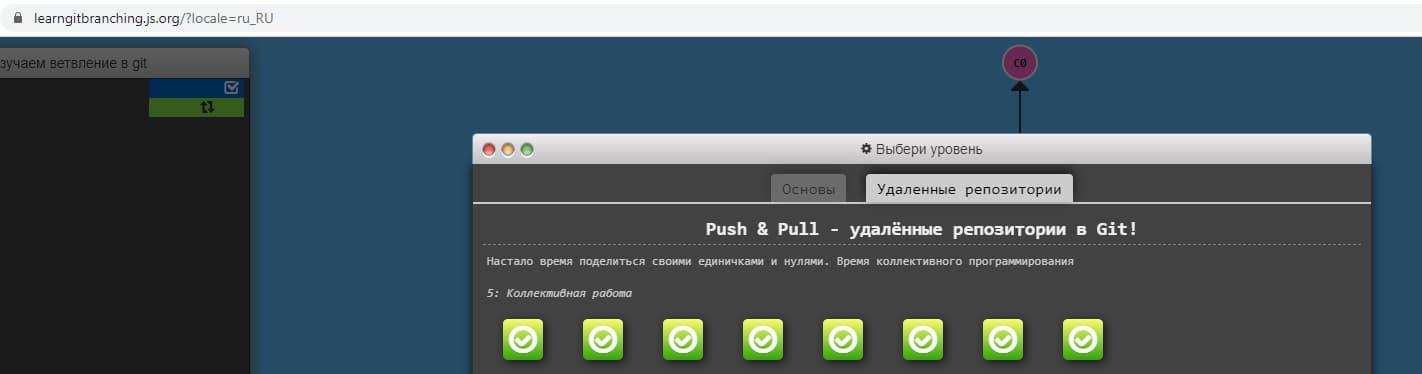 learngitbranching.js.org/?locale=ru_RU
зучаем ветвление в git
C0
Выбери уровень
Основы
Удаленные репозитории
Push & Pull - удалённые репозитории в Git!
Настало время поделиться своими единичками и нулями. Время коллективного программирования
5: Коллективная работа